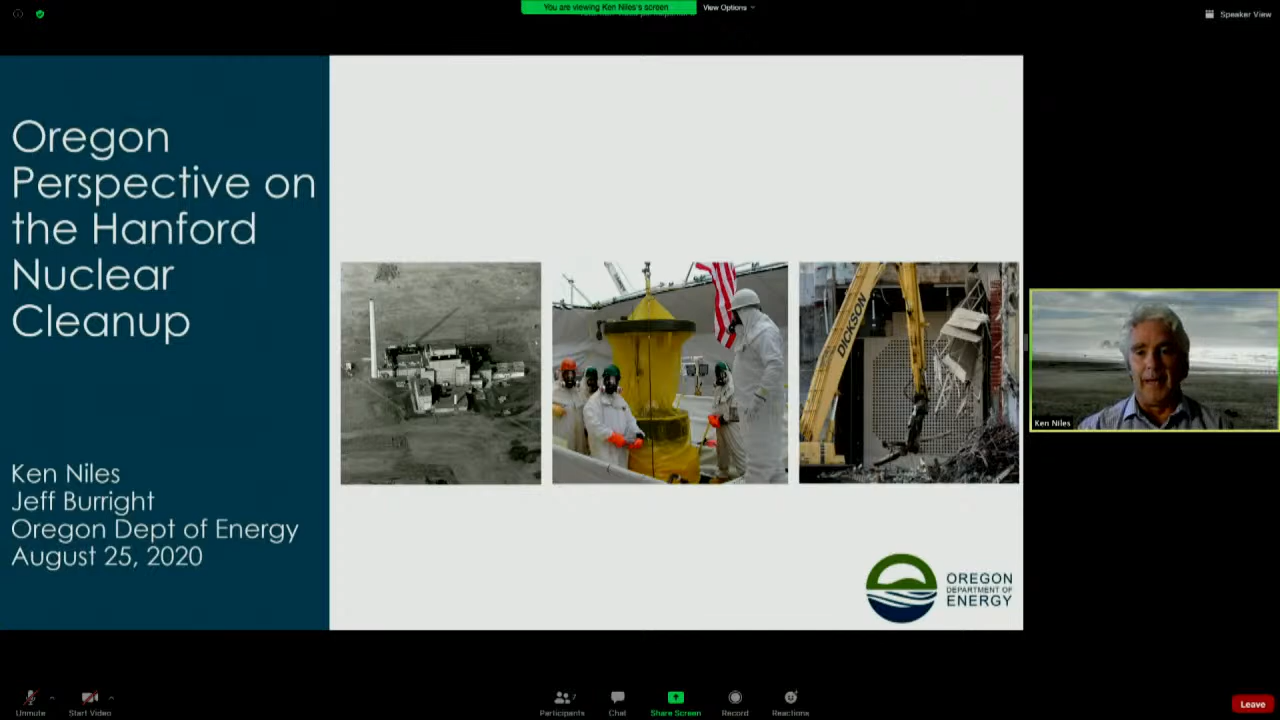 You are viewing Ken Niles's screen
View Options
Speaker View
Oregon
Perspective on
the Hanford
Nuclear
Cleanup
Ken Niles
Jeff Burright
Oregon Dept of Energy
August 25, 2020
DICKSON
OREGON
DEPARTMENT OF
ENERGY
Ken Niles
Unmute
Start Video
Participants
7
Chat
Share Screen
Record
Reactions
Leave